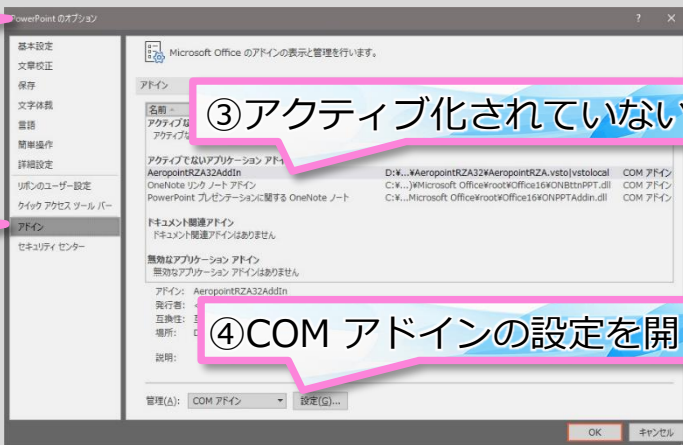 PowerPoint のオプション
?
×
基本設定
文章校正
保存
文字体裁
言語
簡単操作
詳細設定
リボンのユーザー設定
クイック アクセス ツール バー
アドイン
セキュリティ センター
Microsoft Office のアドインの表示と管理を行います。
アドイン
③アクティブ化されていない
名前
アクティブな
アクティブな
アクティブでないアプリケーション アドイ
AeropointRZA32AddIn D:¥...¥AeropointRZA32¥AeropointRZA.vsto|vstolocal COM アドイン
OneNote リンク ノート アドイン C:¥...)¥Microsoft Office¥root¥Office16¥ONBttnPPT.dll COM アドイン
PowerPoint プレゼンテーションに関する OneNote ノート C:¥...Microsoft Office¥root¥Office16¥ONPPTAddin.dll COM アドイン
ドキュメント関連アドイン
ドキュメント関連アドインはありません
無効なアプリケーション アドイン
無効なアプリケーション アドインはありません
アドイン: AeropointRZA32AddIn
発行者:
互換性:
場所: D
説明:
④COM アドインの設定を開
管理(A): COM アドイン 設定(G)...
OK キャンセル